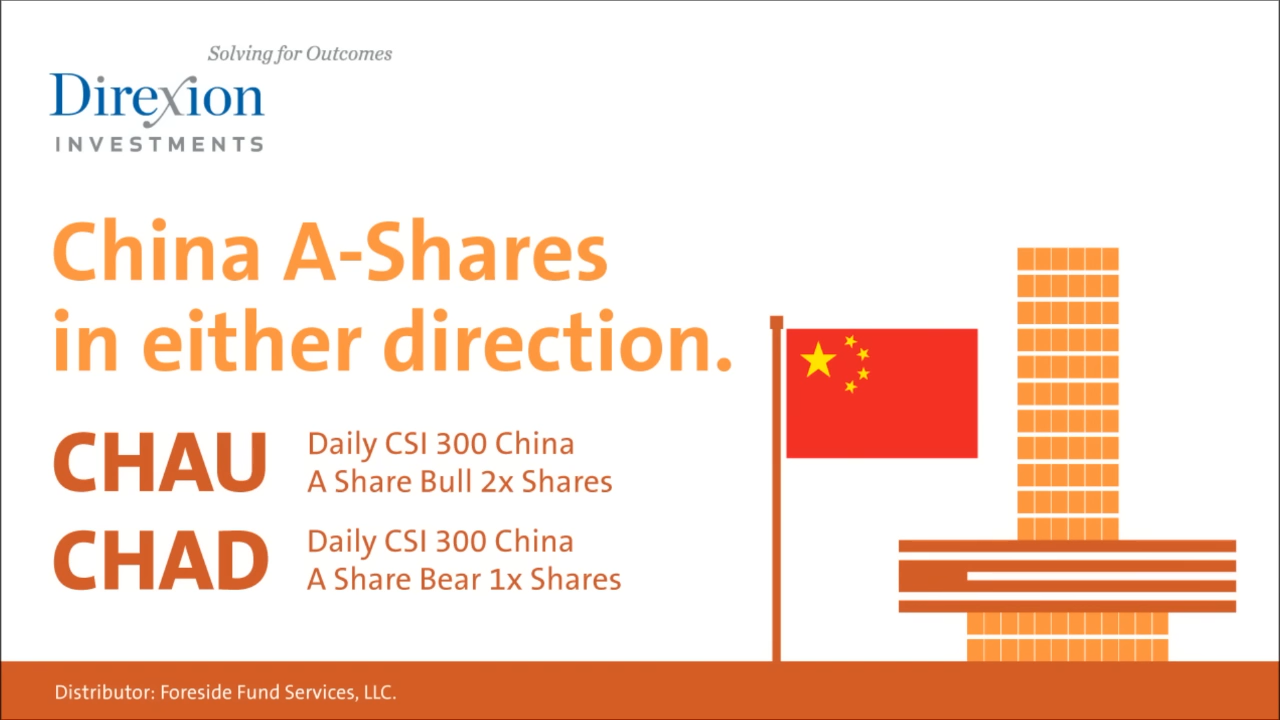 Solving for Outcomes
Direxion
INVESTMENTS
China A-Shares
in either direction.
CHAU
Daily CSI 300 China
A Share Bull 2x Shares
CHAD
Daily CSI 300 China
A Share Bear 1x Shares
Distributor: Foreside Fund Services, LLC.